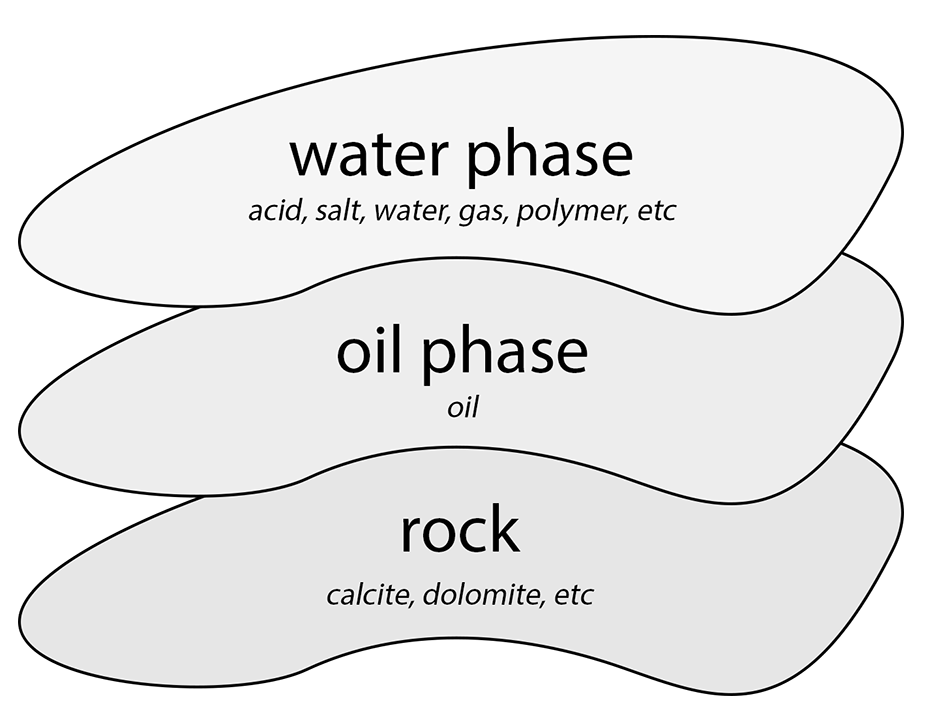 water phase
acid, salt, water, gas, polymer, etc
oil phase
oil
rock
calcite, dolomite, etc